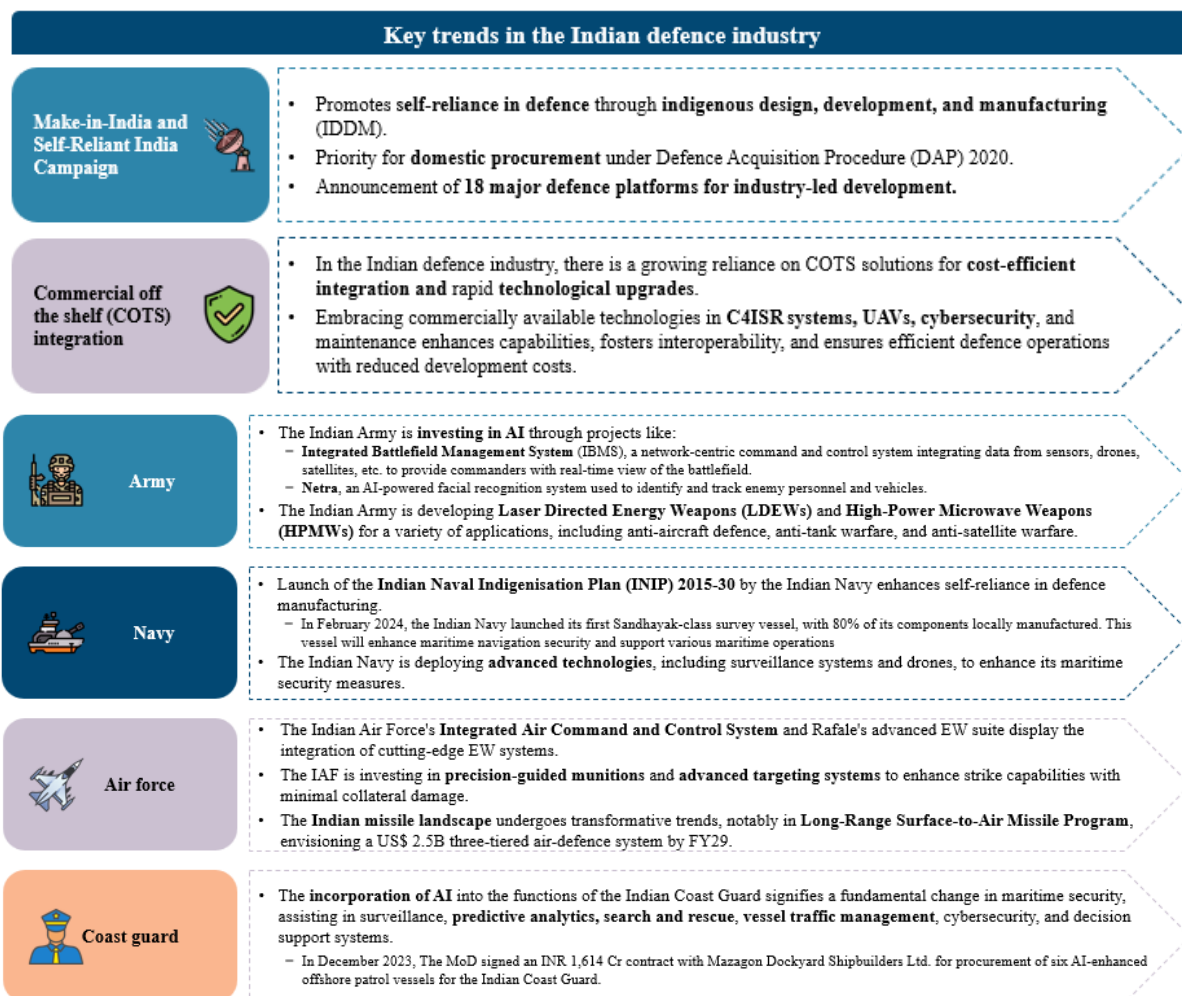 Key trends in the Indian defence industry
Make-in-India and
Self-Reliant India
Campaign
• Promotes self-reliance in defence through indigenous design, development, and manufacturing
(IDDM).
• Priority for domestic procurement under Defence Acquisition Procedure (DAP) 2020.
• Announcement of 18 major defence platforms for industry-led development.
Commercial off
the shelf (COTS)
integration
• In the Indian defence industry, there is a growing reliance on COTS solutions for cost-efficient
integration and rapid technological upgrades.
• Embracing commercially available technologies in C4ISR systems, UAVs, cybersecurity, and
maintenance enhances capabilities, fosters interoperability, and ensures efficient defence operations
with reduced development costs.
Army
• The Indian Army is investing in AI through projects like:
− Integrated Battlefield Management System (IBMS), a network-centric command and control system integrating data from sensors, drones,
satellites, etc. to provide commanders with real-time view of the battlefield.
− Netra, an AI-powered facial recognition system used to identify and track enemy personnel and vehicles.
• The Indian Army is developing Laser Directed Energy Weapons (LDEWs) and High-Power Microwave Weapons
(HPMWs) for a variety of applications, including anti-aircraft defence, anti-tank warfare, and anti-satellite warfare.
Navy
• Launch of the Indian Naval Indigenisation Plan (INIP) 2015-30 by the Indian Navy enhances self-reliance in defence
manufacturing.
− In February 2024, the Indian Navy launched its first Sandhayak-class survey vessel, with 80% of its components locally manufactured. This
vessel will enhance maritime navigation security and support various maritime operations
• The Indian Navy is deploying advanced technologies, including surveillance systems and drones, to enhance its maritime
security measures.
Air force
• The Indian Air Force's Integrated Air Command and Control System and Rafale's advanced EW suite display the
integration of cutting-edge EW systems.
• The IAF is investing in precision-guided munitions and advanced targeting systems to enhance strike capabilities with
minimal collateral damage.
• The Indian missile landscape undergoes transformative trends, notably in Long-Range Surface-to-Air Missile Program,
envisioning a US$ 2.5B three-tiered air-defence system by FY29.
Coast guard
• The incorporation of AI into the functions of the Indian Coast Guard signifies a fundamental change in maritime security,
assisting in surveillance, predictive analytics, search and rescue, vessel traffic management, cybersecurity, and decision
support systems.
− In December 2023, The MoD signed an INR 1,614 Cr contract with Mazagon Dockyard Shipbuilders Ltd. for procurement of six AI-enhanced
offshore patrol vessels for the Indian Coast Guard.